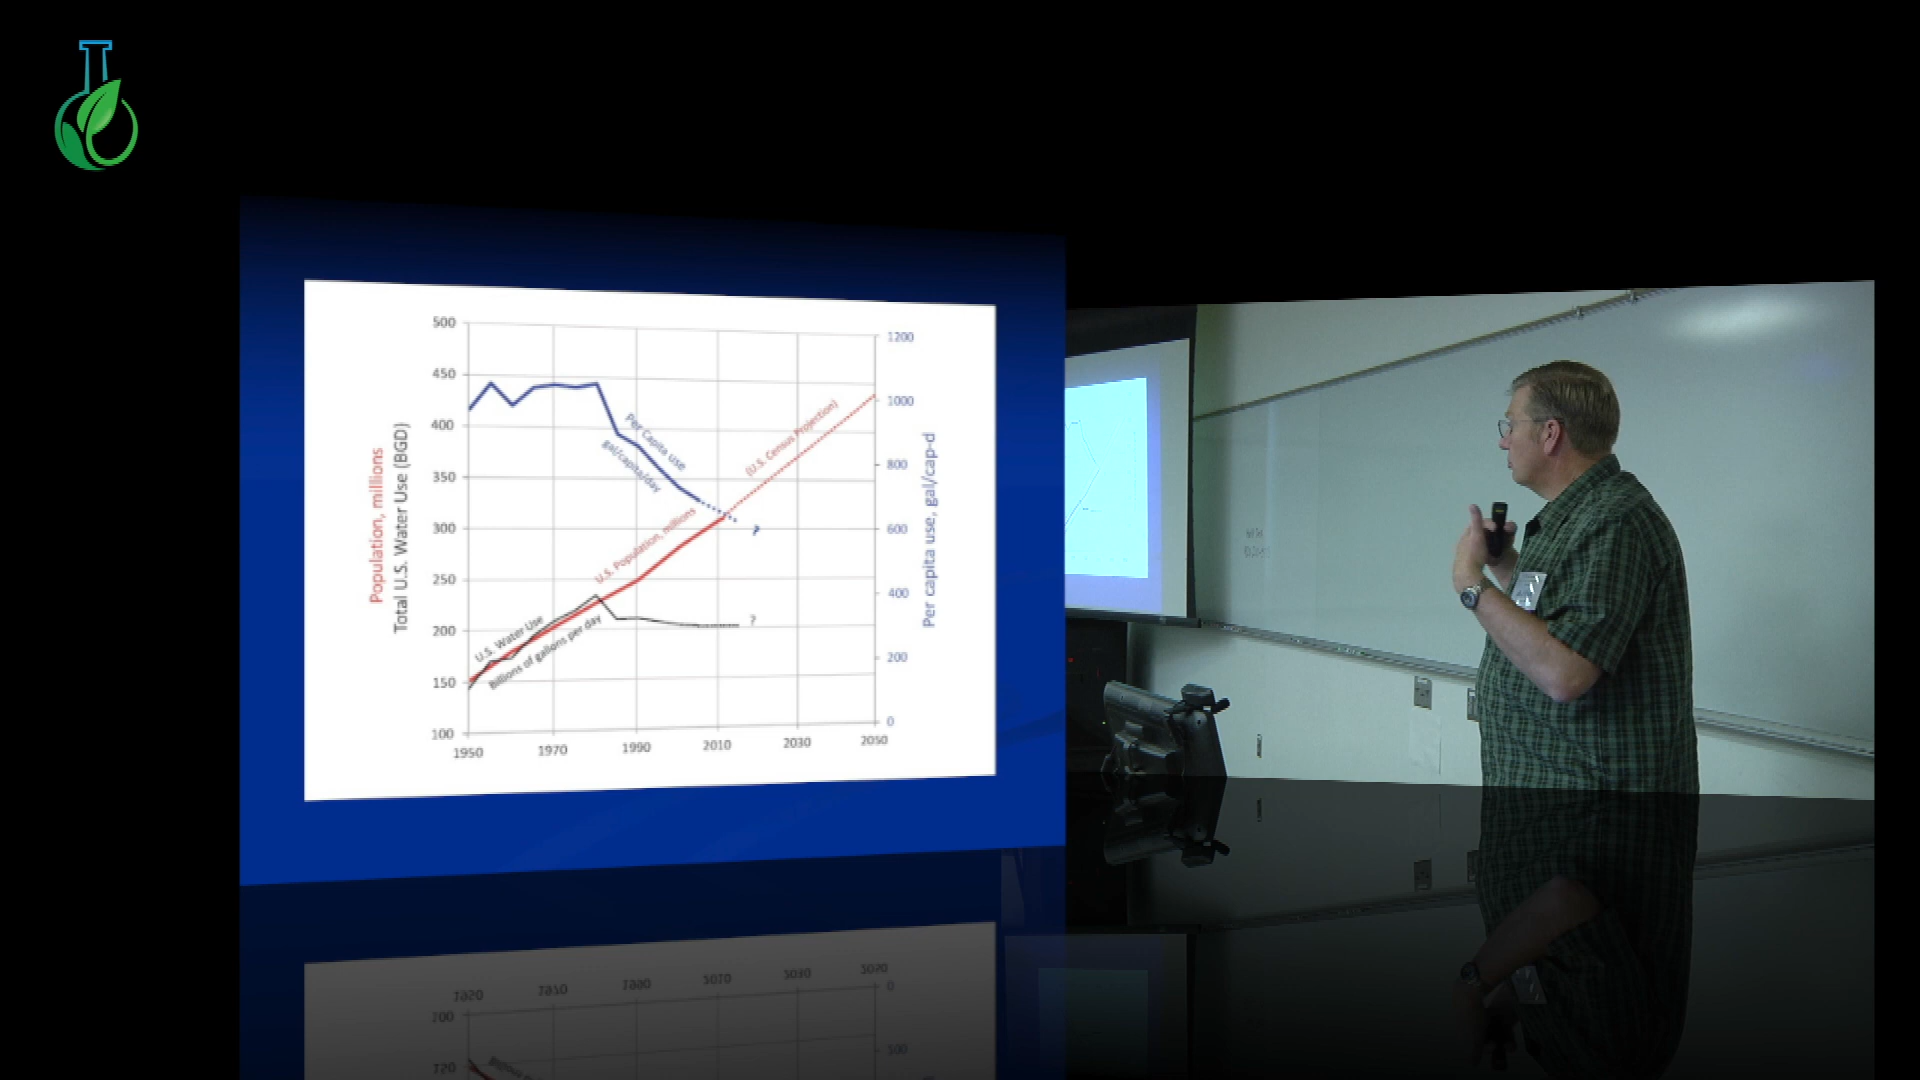 500
450
400
350
300
250
200
150
100
1950
1970
1990
2010
2030
2050
1200
1000
800
600
400
200
0
Population, millions
Total U.S. Water Use (BGD)
Per capita use, gal/cap-d
Per Capita use
gal/capita/day
(U.S. Census Projection)
U.S. Population, millions
U.S. Water Use
Billions of gallons per day
?
?